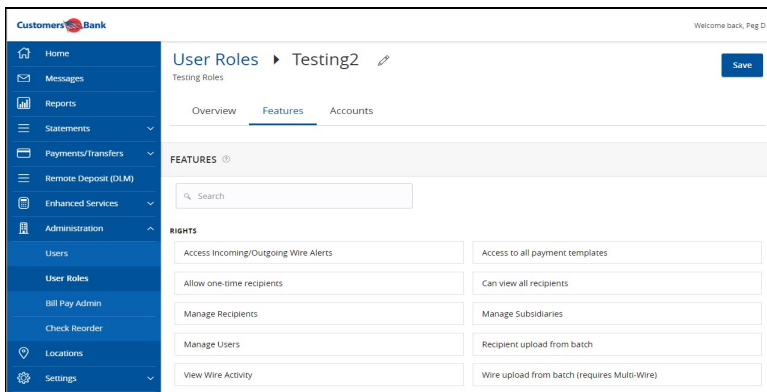 Customers Bank
Welcome back, Peg D
Home
Messages
Reports
Statements
Payments/Transfers
Remote Deposit (DLM)
Enhanced Services
Administration
Users
User Roles
Bill Pay Admin
Check Reorder
Locations
Settings
User Roles Testing2
Testing Roles
Save
Overview Features Accounts
FEATURES
Search
RIGHTS
Access Incoming/Outgoing Wire Alerts Access to all payment templates
Allow one-time recipients Can view all recipients
Manage Recipients Manage Subsidiaries
Manage Users Recipient upload from batch
View Wire Activity Wire upload from batch (requires Multi-Wire)